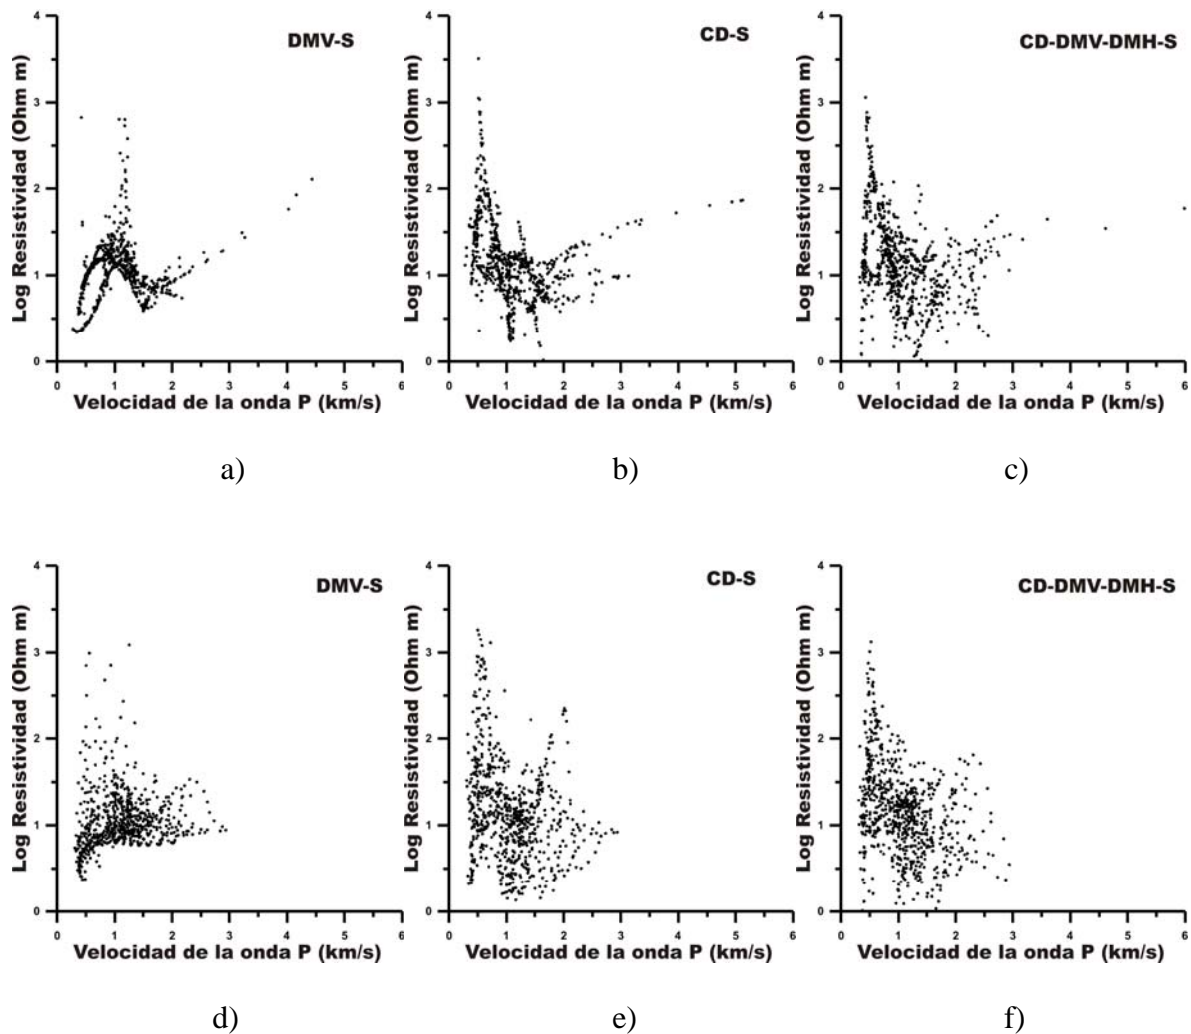 DMV-S
CD-S
CD-DMV-DMH-S
Log Resistividad (Ohm m)
4
3
2
1
0
0 1 2 3 4 5 6
Velocidad de la onda P (km/s)
Log Resistividad (Ohm m)
4
3
2
1
0
0 1 2 3 4 5 6
Velocidad de la onda P (km/s)
Log Resistividad (Ohm m)
4
3
2
1
0
0 1 2 3 4 5 6
Velocidad de la onda P (km/s)
a)
b)
c)
DMV-S
CD-S
CD-DMV-DMH-S
Log Resistividad (Ohm m)
4
3
2
1
0
0 1 2 3 4 5 6
Velocidad de la onda P (km/s)
Log Resistividad (Ohm m)
4
3
2
1
0
0 1 2 3 4 5 6
Velocidad de la onda P (km/s)
Log Resistividad (Ohm m)
4
3
2
1
0
0 1 2 3 4 5 6
Velocidad de la onda P (km/s)
d)
e)
f)